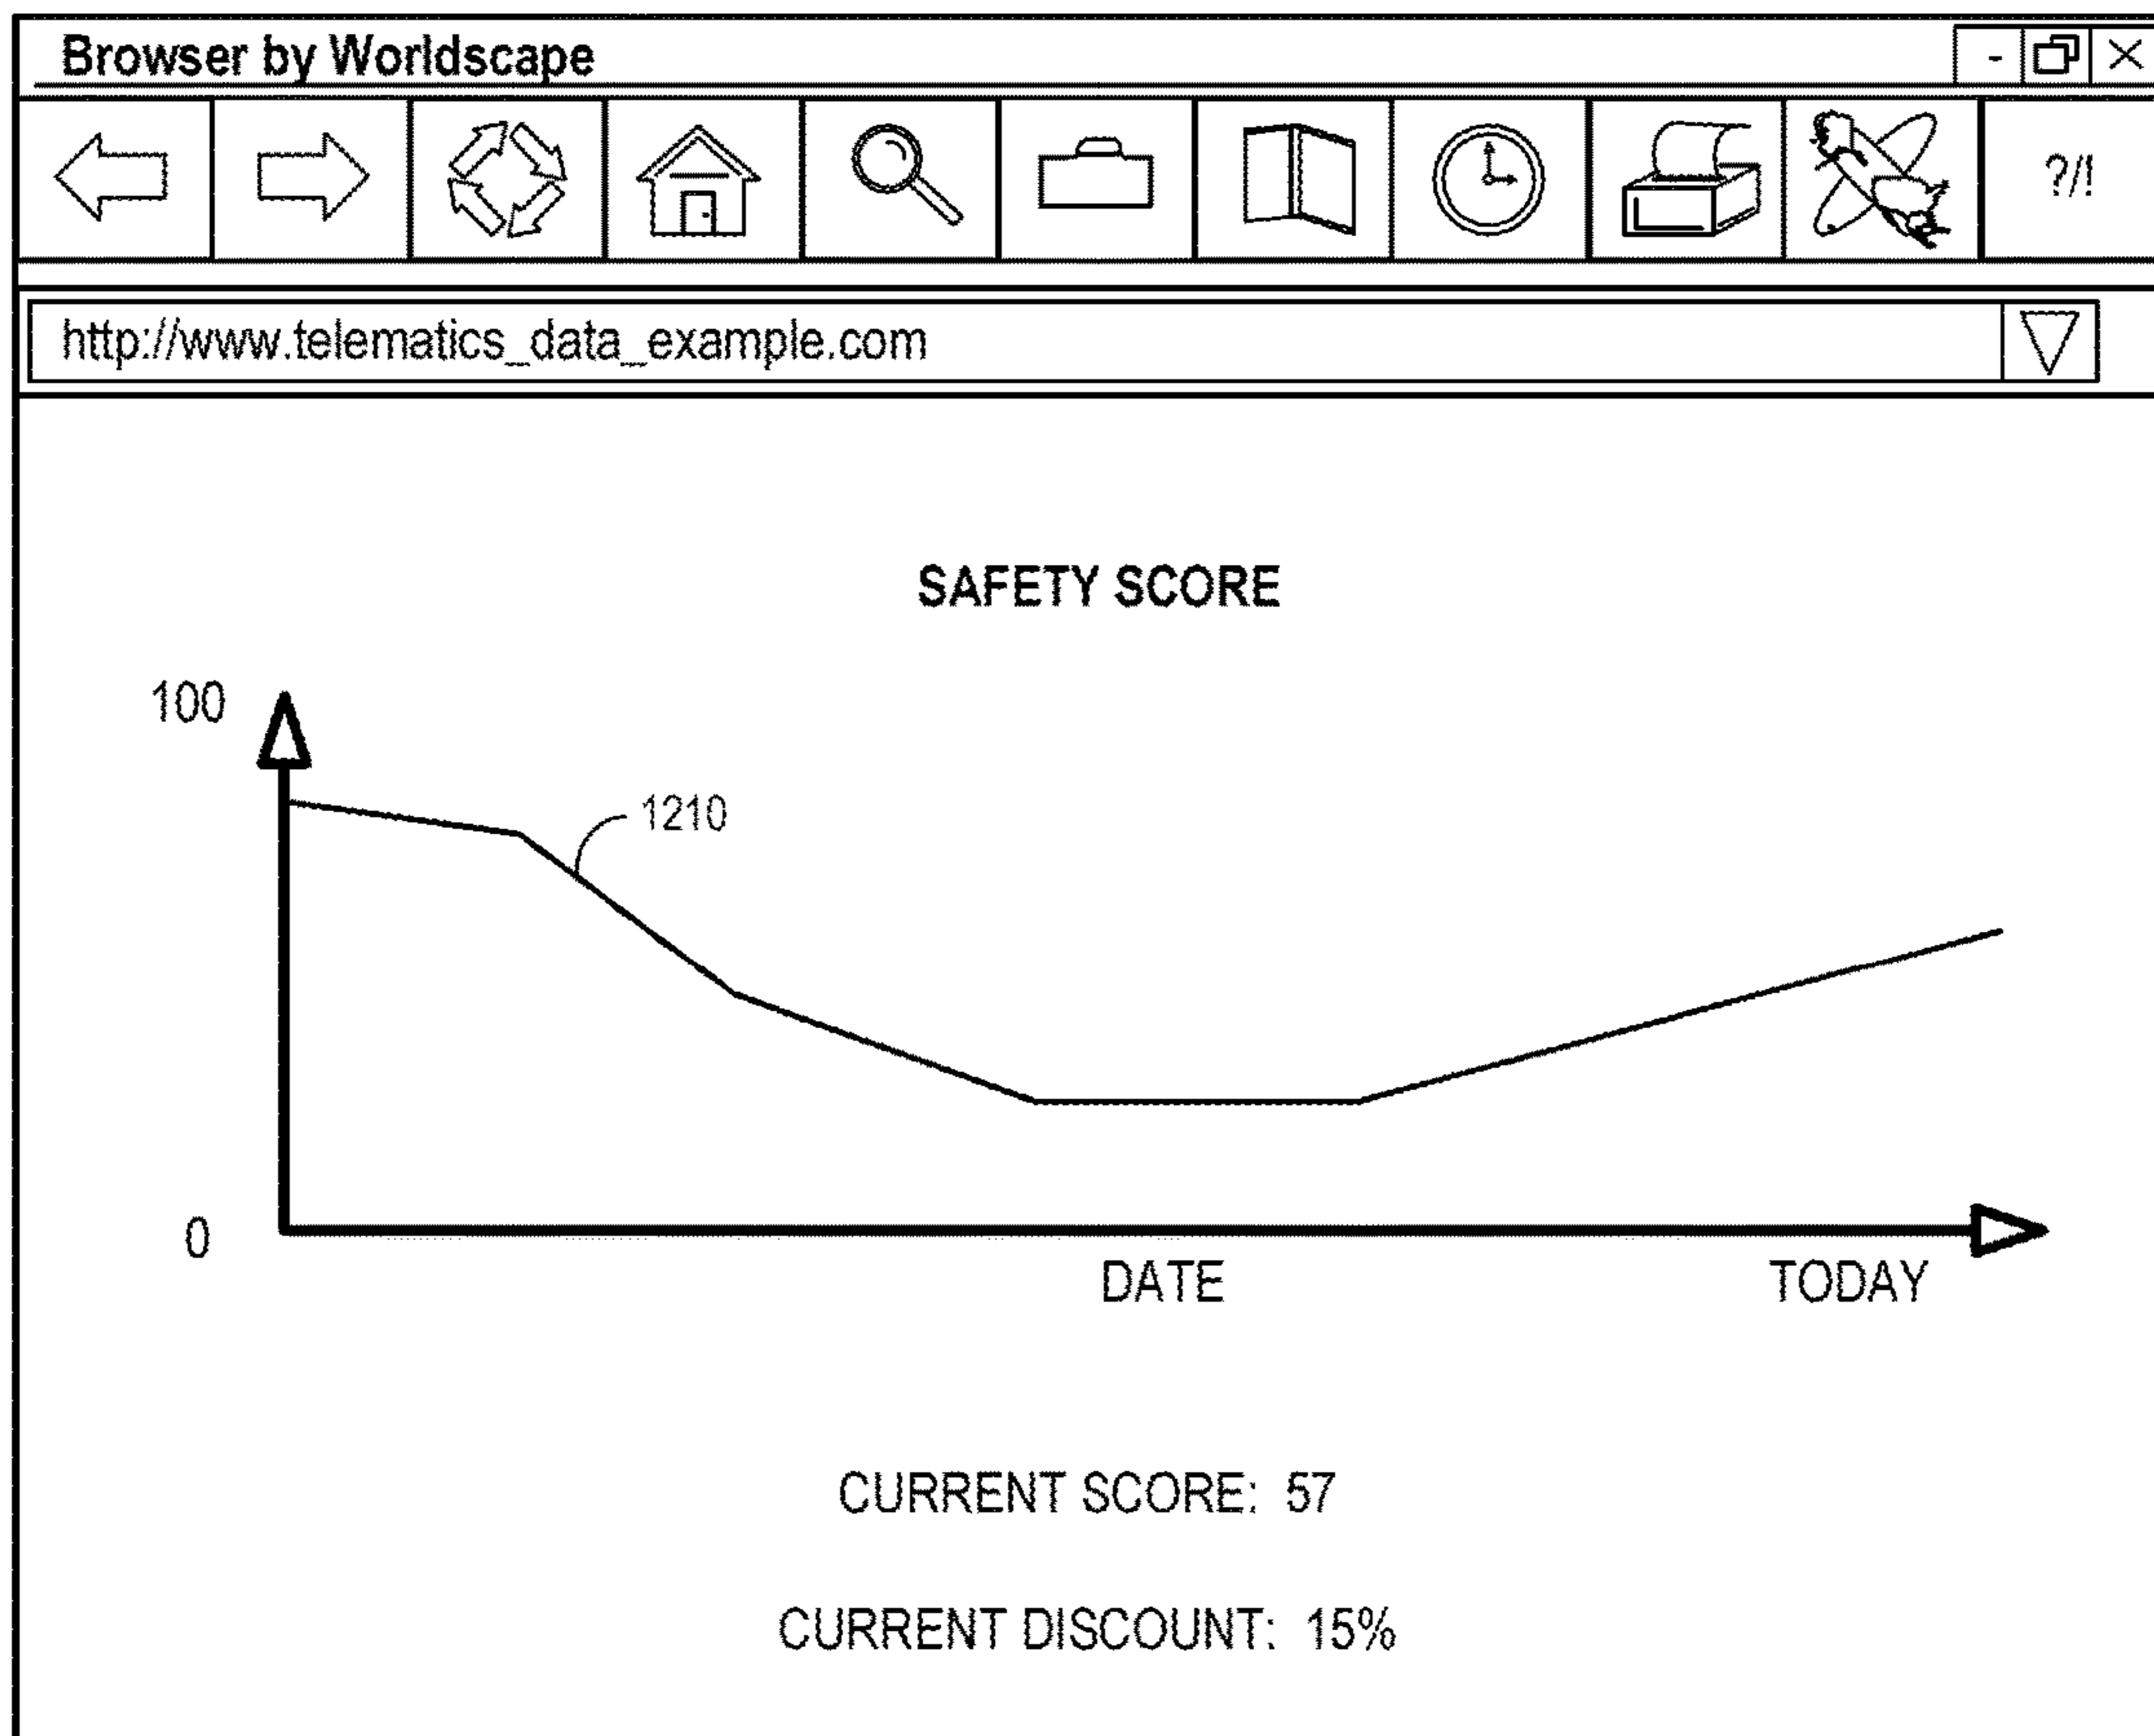 Browser by Worldscape
?/!
http://www.telematics_data_example.com
SAFETY SCORE
100
1210
0
DATE
TODAY
CURRENT SCORE: 57
CURRENT DISCOUNT: 15%